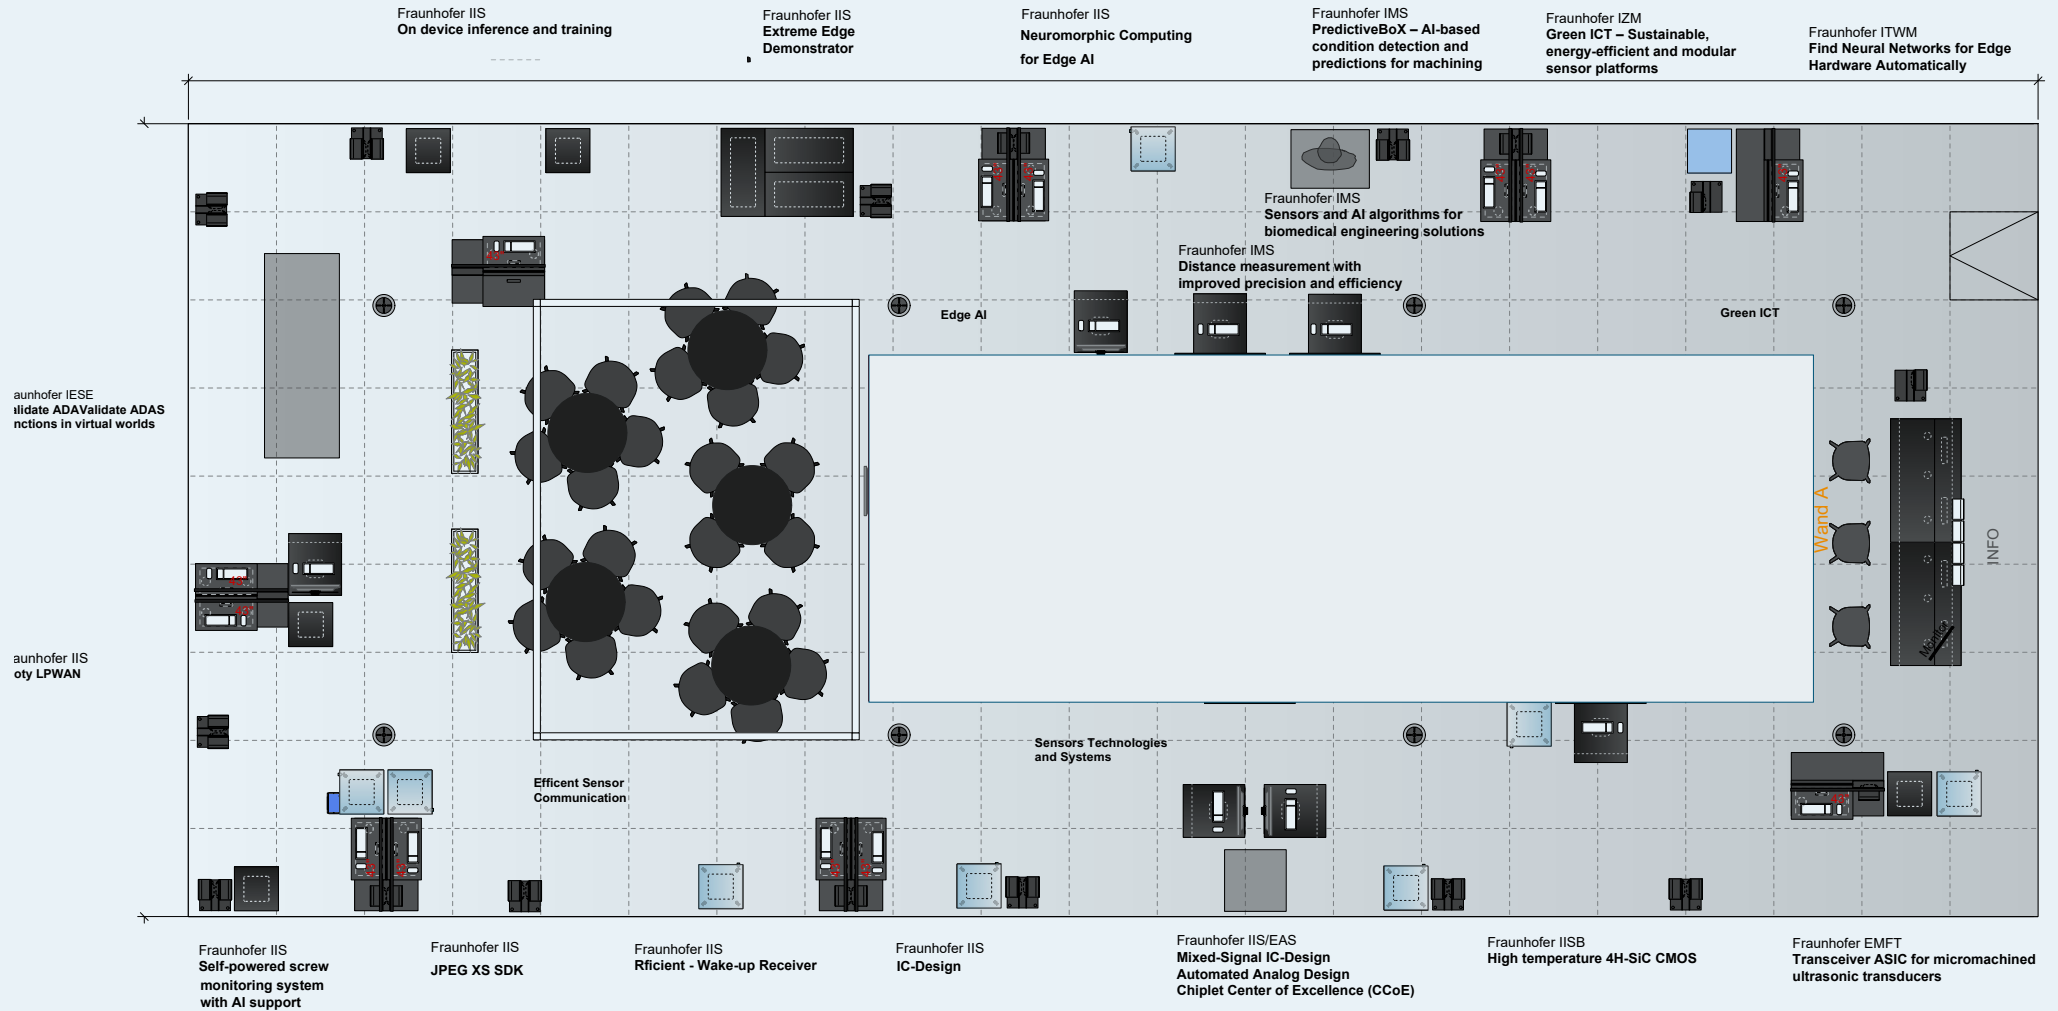 Fraunhofer IIS
On device inference and training
Fraunhofer IIS
Extreme Edge
Demonstrator
Fraunhofer IIS
Neuromorphic Computing
for Edge AI
Fraunhofer IMS
PredictiveBoX – AI-based
condition detection and
predictions for machining
Fraunhofer IZM
Green ICT – Sustainable,
energy-efficient and modular
sensor platforms
Fraunhofer ITWM
Find Neural Networks for Edge
Hardware Automatically
Fraunhofer IMS
Sensors and AI algorithms for
biomedical engineering solutions
Fraunhofer IMS
Distance measurement with
improved precision and efficiency
Edge AI
Green ICT
aunhofer IESE
alidate ADAValidate ADAS
nctions in virtual worlds
Wand A
INFO
Monitor
aunhofer IIS
oty LPWAN
Sensors Technologies
and Systems
Efficent Sensor
Communication
Fraunhofer IIS
Self-powered screw
monitoring system
with AI support
Fraunhofer IIS
JPEG XS SDK
Fraunhofer IIS
Rficient - Wake-up Receiver
Fraunhofer IIS
IC-Design
Fraunhofer IIS/EAS
Mixed-Signal IC-Design
Automated Analog Design
Chiplet Center of Excellence (CCoE)
Fraunhofer IISB
High temperature 4H-SiC CMOS
Fraunhofer EMFT
Transceiver ASIC for micromachined
ultrasonic transducers